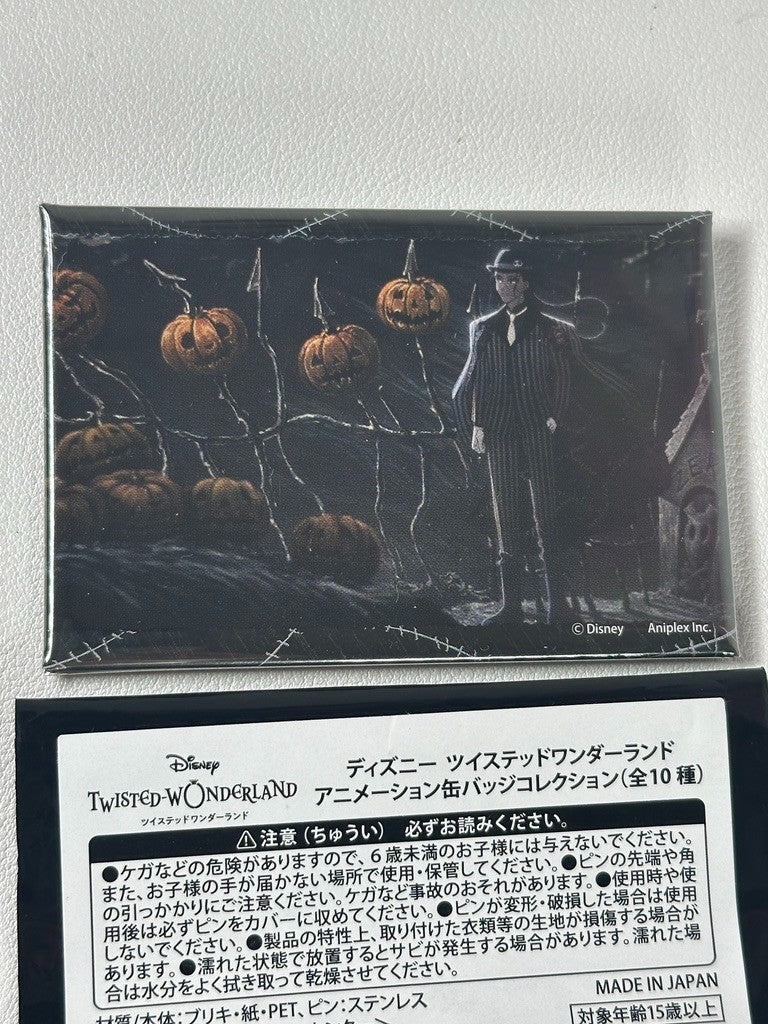 © Disney Aniplex Inc.
Disney
TWISTED-WONDERLAND
ツイステッドワンダーランド
ディズニー ツイステッドワンダーランド
アニメーション缶バッジコレクション(全10種)
⚠注意(ちゅうい) 必ずお読みください。
●ケガなどの危険がありますので、6歳未満のお子様には与えないでください。
また、お子様の手が届かない場所で使用・保管してください。●ピンの先端や角
の引っかかりにご注意ください。ケガなど事故のおそれがあります。●使用時や使
用後は必ずピンをカバーに収めてください。●ピンが変形・破損した場合は使用
しないでください。●製品の特性上、取り付けた衣類等の生地が損傷する場合が
あります。●濡れた状態で放置するとサビが発生する場合があります。濡れた場
合は水分をよく拭き取って乾燥させてください。
MADE IN JAPAN
材質/本体:ブリキ・紙・PET、ピン:ステンレス
対象年齢15歳以上